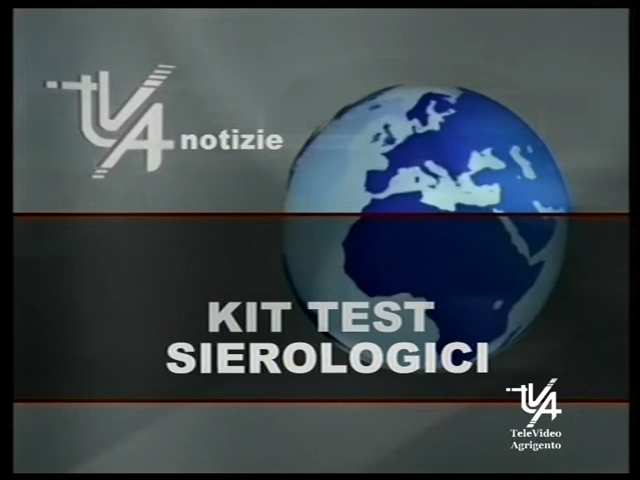 tVA notizie
KIT TEST
SIEROLOGICI
tVA
TeleVideo
Agrigento